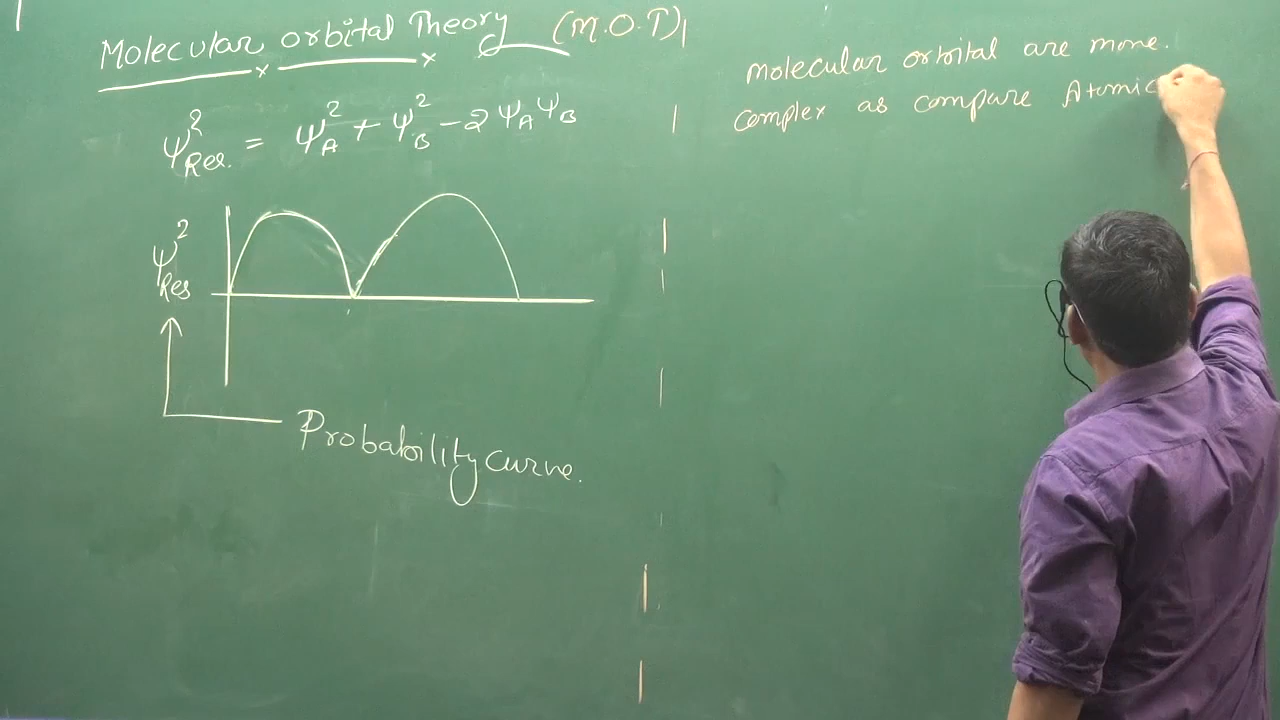 Molecular orbital Theory (M.O.T)
ψ²Res. = ψ²A + ψ²B - 2ψAψB
ψ²Res
Probability curve.
Molecular orbital are more.
complex as compare Atomic